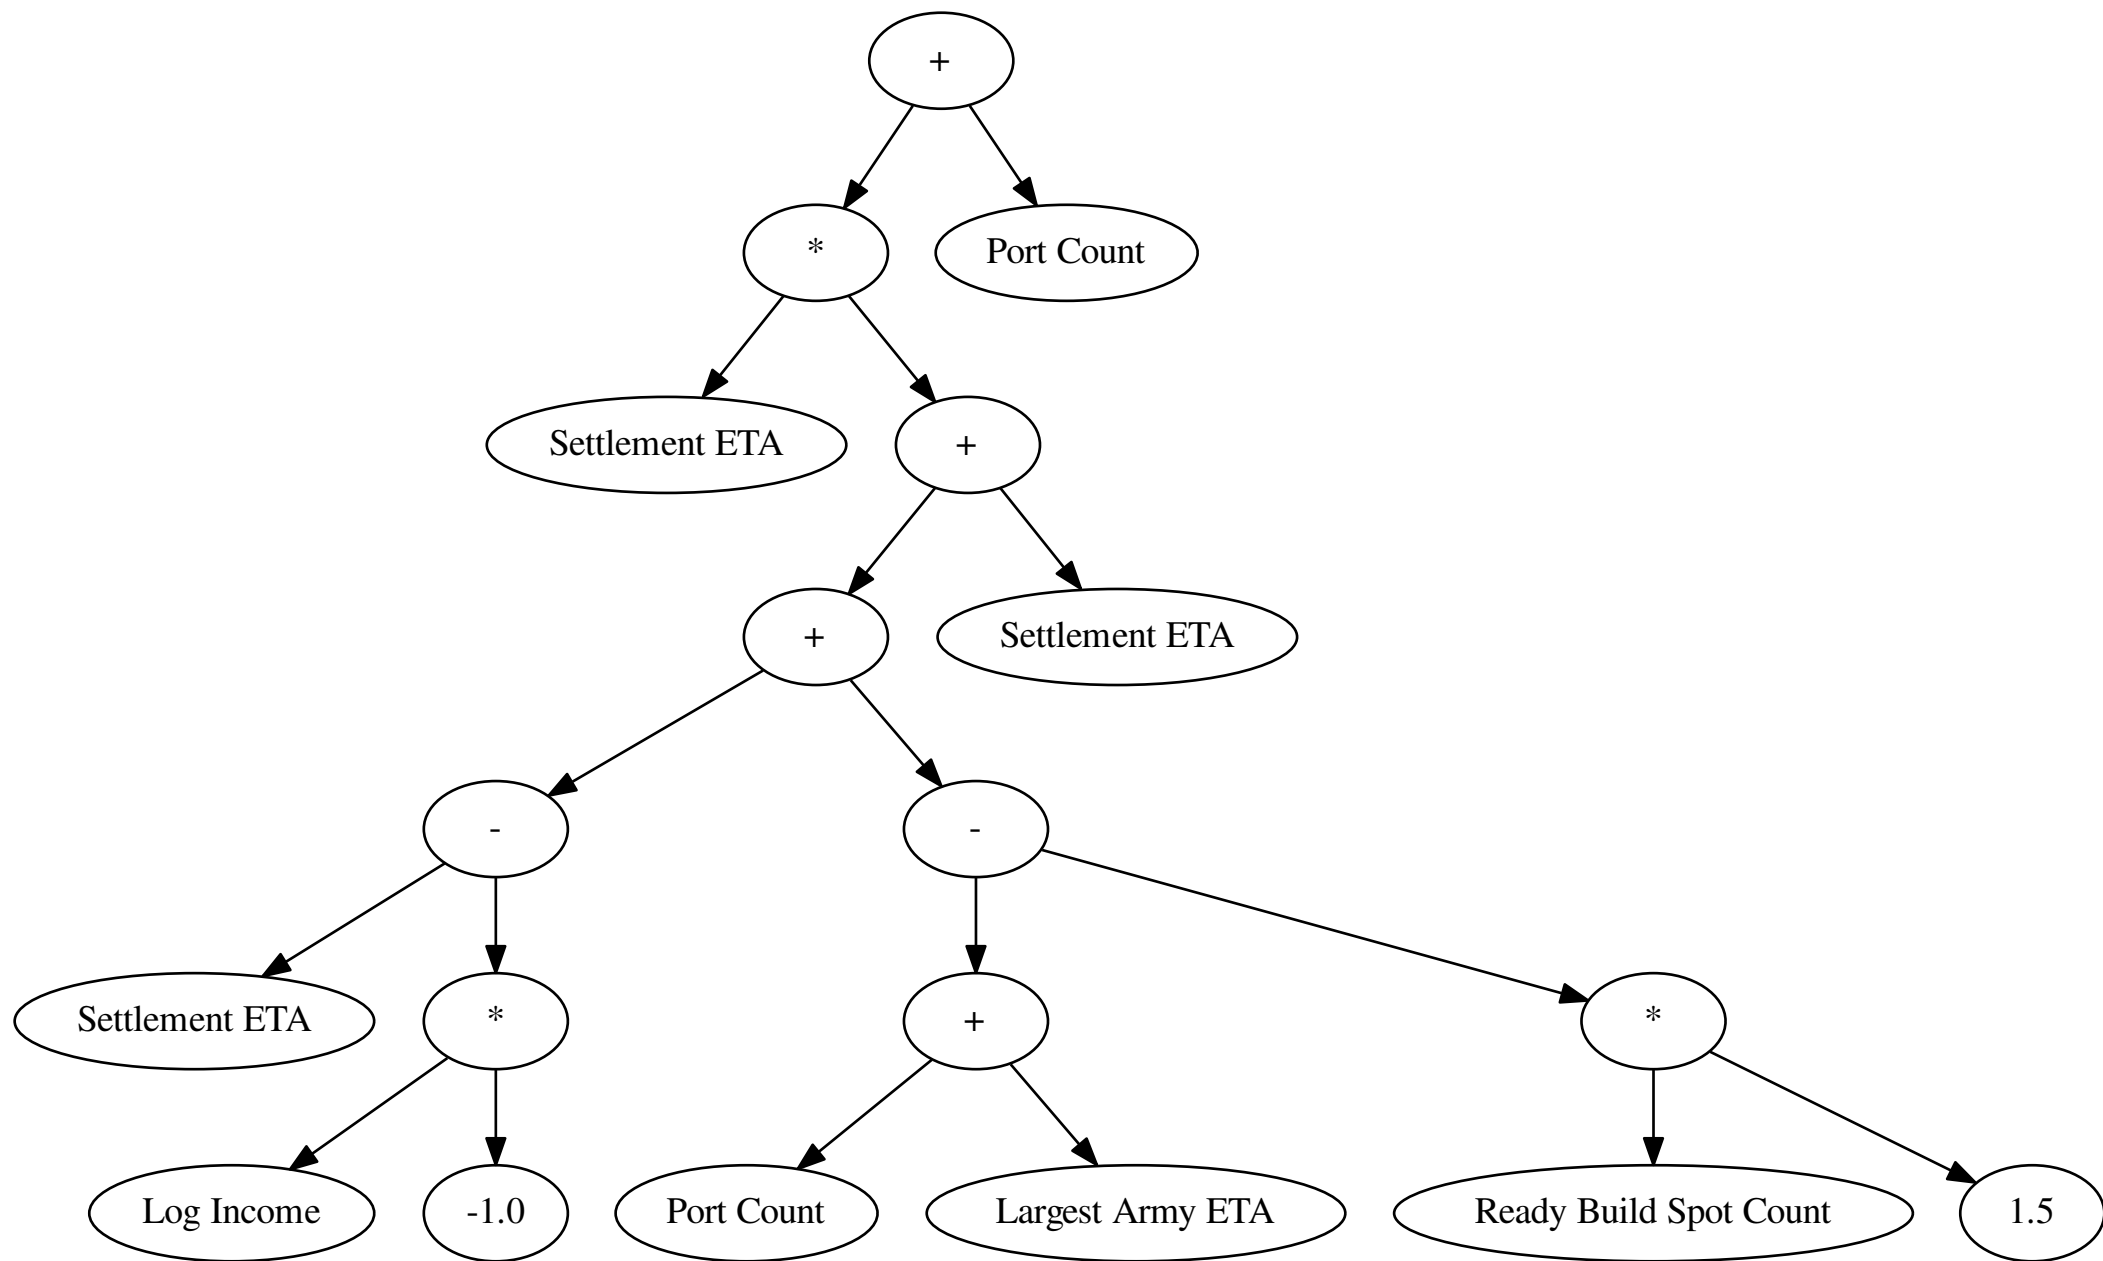 +
*
Port Count
Settlement ETA
+
+
Settlement ETA
-
-
Settlement ETA
*
+
*
Log Income
-1.0
Port Count
Largest Army ETA
Ready Build Spot Count
1.5